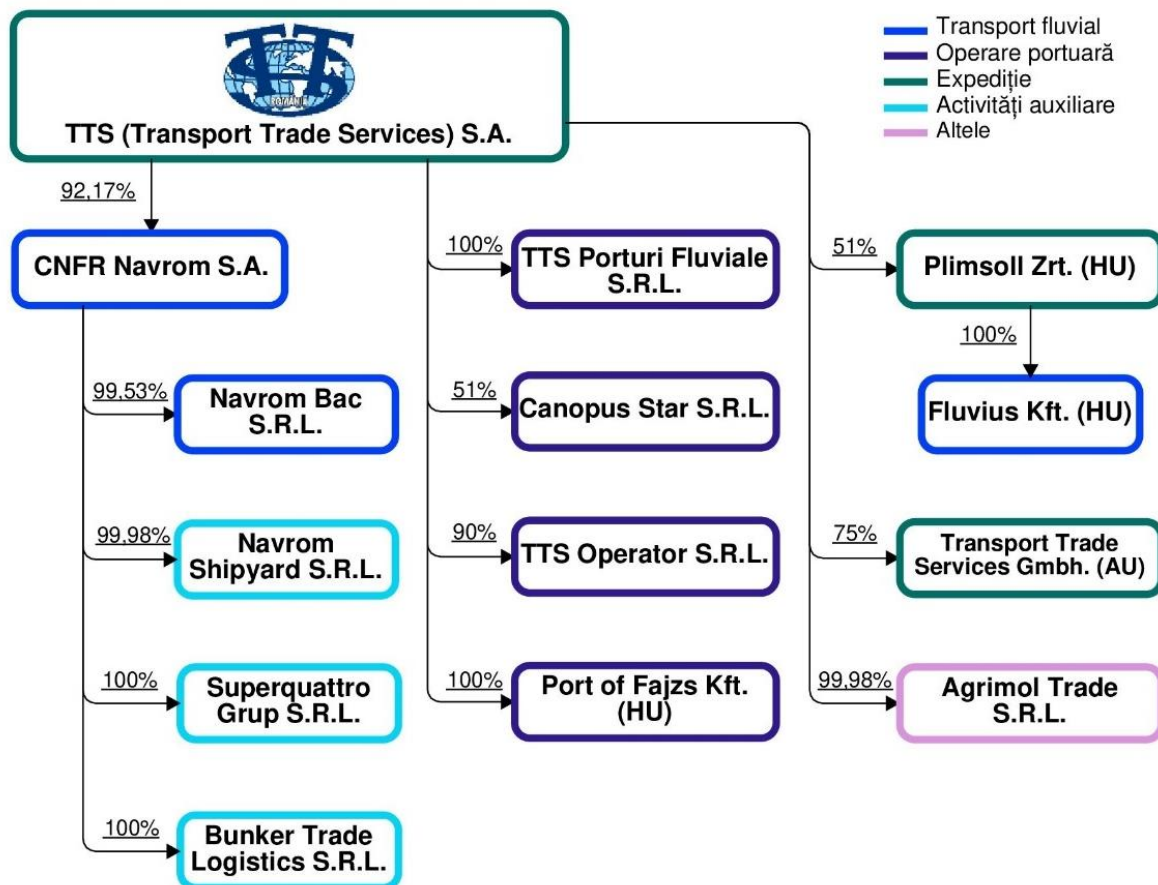 ROMÂNIA
TTS (Transport Trade Services) S.A.
Transport fluvial
Operare portuară
Expediție
Activități auxiliare
Altele
92,17%
CNFR Navrom S.A.
99,53%
Navrom Bac
S.R.L.
99,98%
Navrom
Shipyard S.R.L.
100%
Superquattro
Grup S.R.L.
100%
Bunker Trade
Logistics S.R.L.
100%
TTS Porturi Fluviale
S.R.L.
51%
Canopus Star S.R.L.
90%
TTS Operator S.R.L.
100%
Port of Fajzs Kft.
(HU)
51%
Plimsoll Zrt. (HU)
100%
Fluvius Kft. (HU)
75%
Transport Trade
Services Gmbh. (AU)
99,98%
Agrimol Trade
S.R.L.